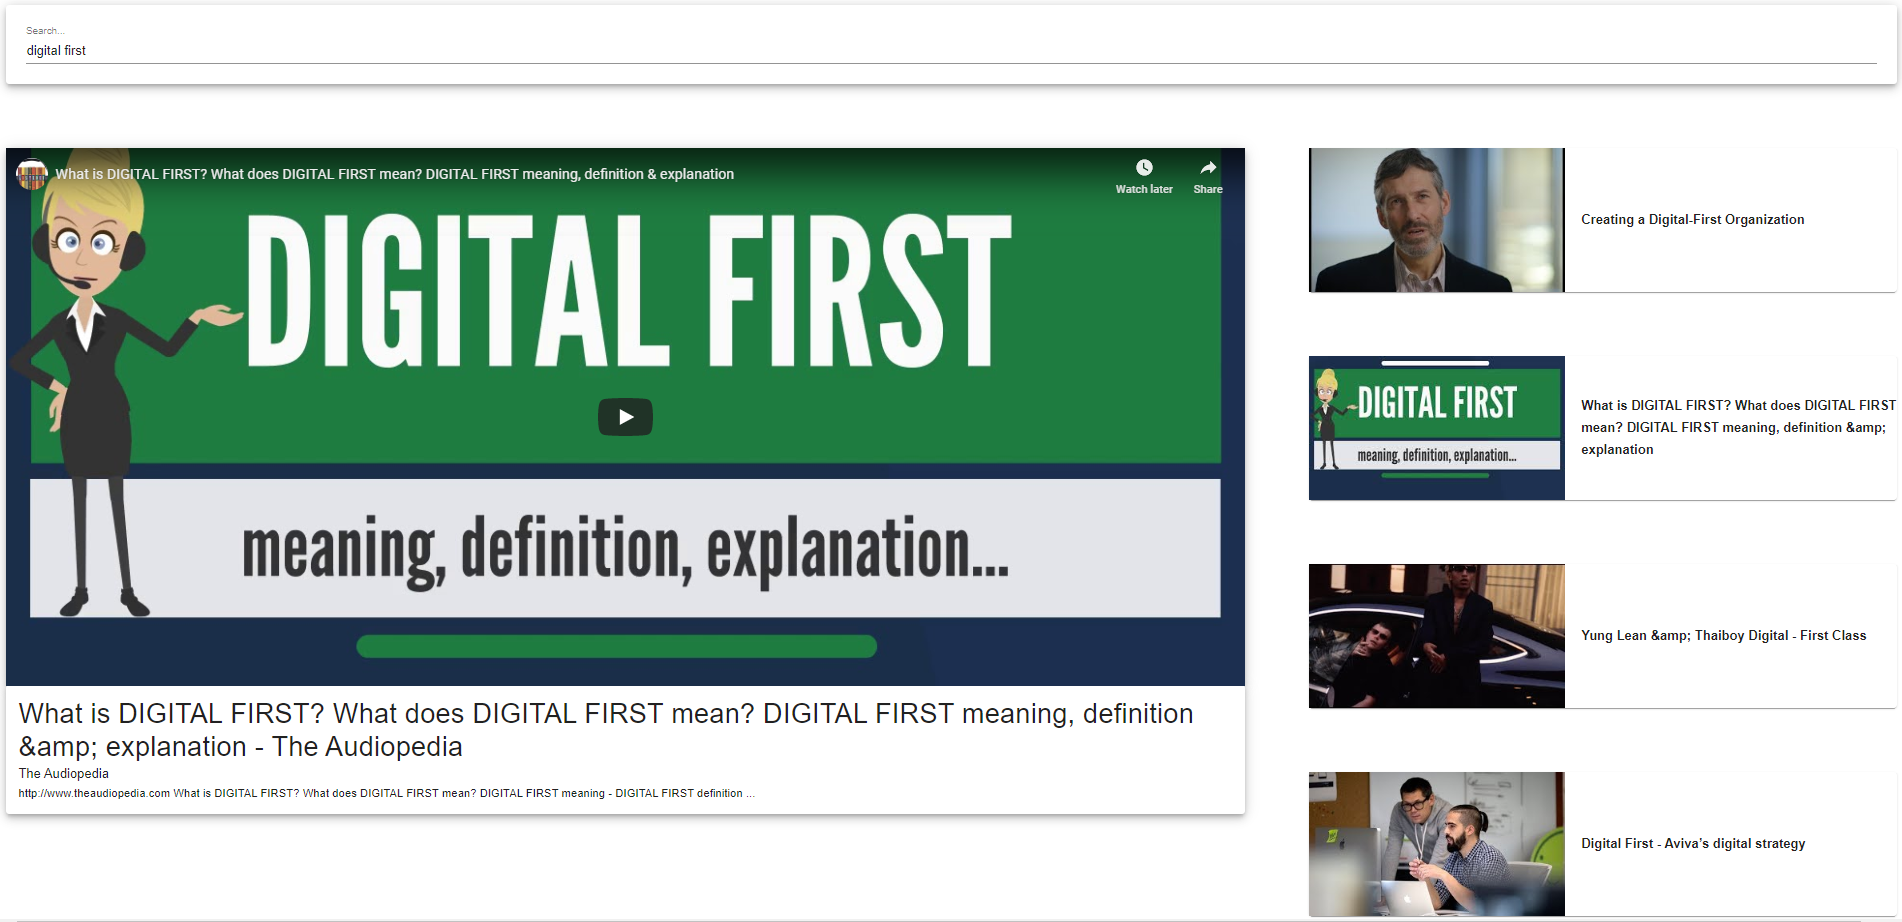 Search...
digital first
What is DIGITAL FIRST? What does DIGITAL FIRST mean? DIGITAL FIRST meaning, definition & explanation
Watch later
Share
DIGITAL FIRST
meaning, definition, explanation...
What is DIGITAL FIRST? What does DIGITAL FIRST mean? DIGITAL FIRST meaning, definition
&amp; explanation - The Audiopedia
The Audiopedia
http://www.theaudiopedia.com What is DIGITAL FIRST? What does DIGITAL FIRST mean? DIGITAL FIRST meaning - DIGITAL FIRST definition ...
Creating a Digital-First Organization
DIGITAL FIRST
meaning, definition, explanation...
What is DIGITAL FIRST? What does DIGITAL FIRST
mean? DIGITAL FIRST meaning, definition &amp;
explanation
Yung Lean &amp; Thaiboy Digital - First Class
Digital First - Aviva's digital strategy